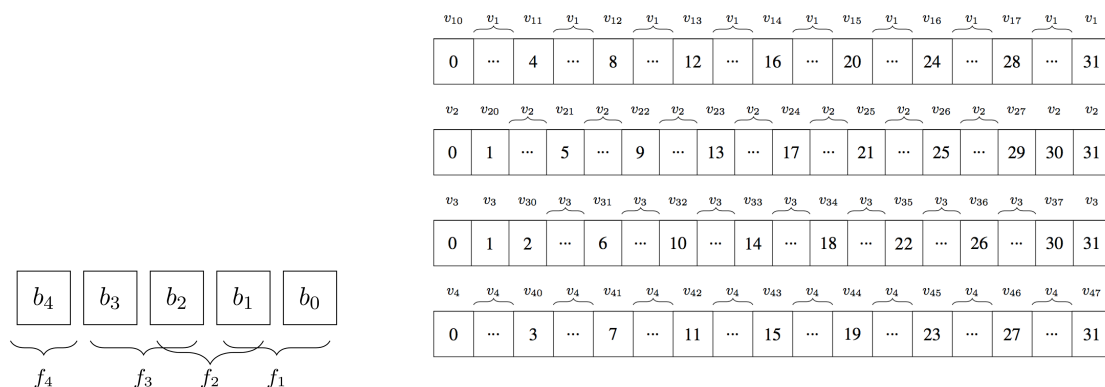 v10 v1 v11 v1 v12 v1 v13 v1 v14 v1 v15 v1 v16 v1 v17 v1 v1
0 ... 4 ... 8 ... 12 ... 16 ... 20 ... 24 ... 28 ... 31
v2 v20 v2 v21 v2 v22 v2 v23 v2 v24 v2 v25 v2 v26 v2 v27 v2 v2
0 1 ... 5 ... 9 ... 13 ... 17 ... 21 ... 25 ... 29 30 31
v3 v3 v30 v3 v31 v3 v32 v3 v33 v3 v34 v3 v35 v3 v36 v3 v37 v3
0 1 2 ... 6 ... 10 ... 14 ... 18 ... 22 ... 26 ... 30 31
v4 v4 v40 v4 v41 v4 v42 v4 v43 v4 v44 v4 v45 v4 v46 v4 v47
0 ... 3 ... 7 ... 11 ... 15 ... 19 ... 23 ... 27 ... 31
b4 b3 b2 b1 b0
f4 f3 f2 f1